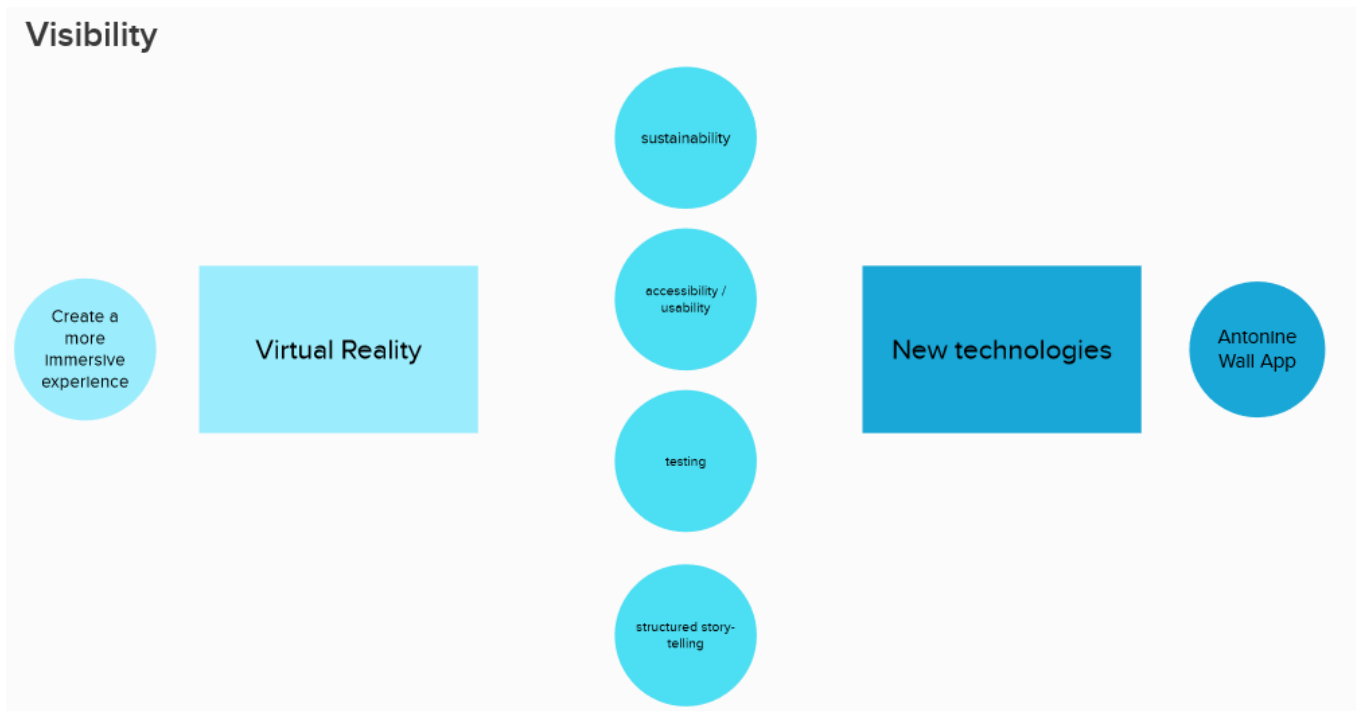 Visibility
sustainability
accessibility /
usability
Create a
more
immersive
experience
Virtual Reality
New technologies
Antonine
Wall App
testing
structured story-
telling